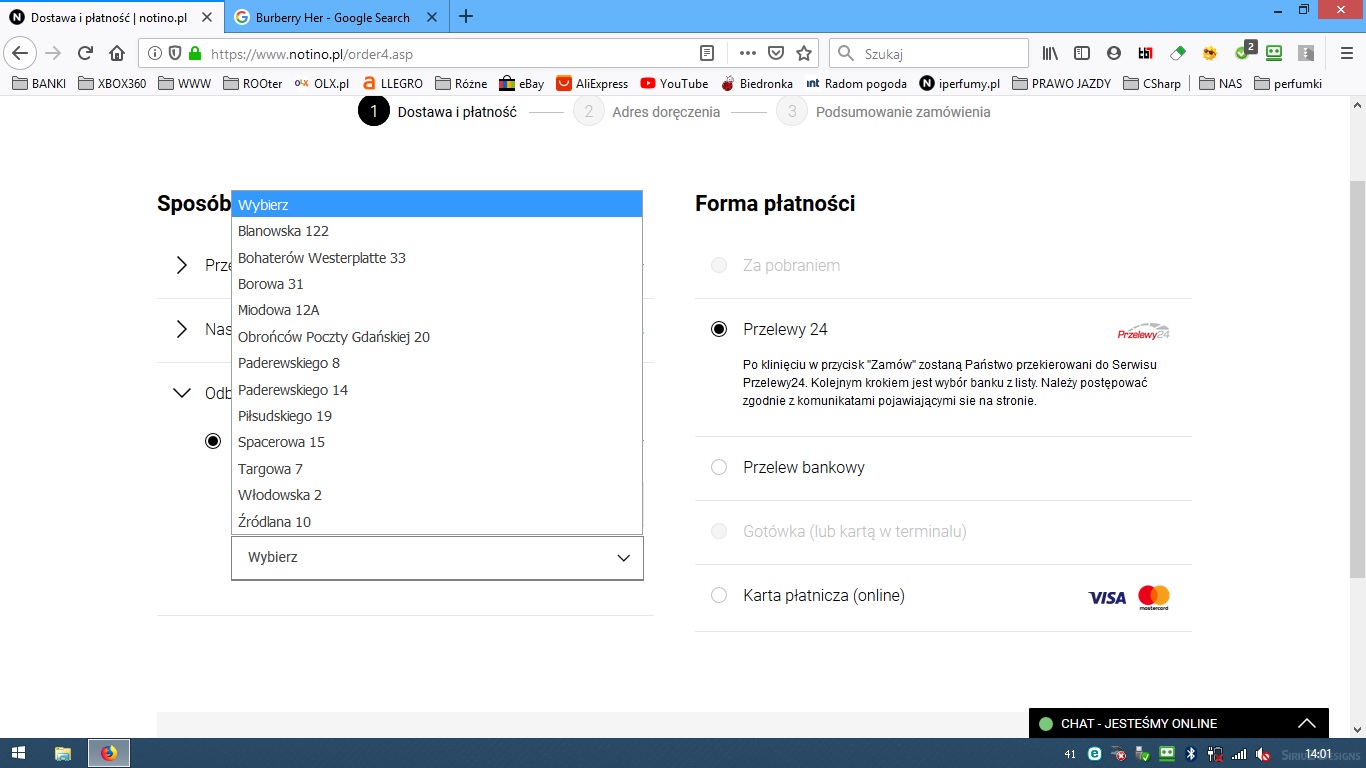 Dostawa i płatność | notino.pl
Burberry Her - Google Search
https://www.notino.pl/order4.asp
Szukaj
2
BANKI
XBOX360
WWW
ROOter
OLX.pl
LLEGRO
Różne
eBay
AliExpress
YouTube
Biedronka
Radom pogoda
iperfumy.pl
PRAWO JAZDY
CSharp
NAS
perfumki
1 Dostawa i płatność
2 Adres doręczenia
3 Podsumowanie zamówienia
Sposób
Wybierz
Blanowska 122
Bohaterów Westerplatte 33
Borowa 31
Miodowa 12A
Obrońców Poczty Gdańskiej 20
Paderewskiego 8
Paderewskiego 14
Piłsudskiego 19
Spacerowa 15
Targowa 7
Włodowska 2
Źródlana 10
Wybierz
Forma płatności
Za pobraniem
Przelewy 24
Przelewy24
Po kliknięciu w przycisk "Zamów" zostaną Państwo przekierowani do Serwisu
Przelewy24. Kolejnym krokiem jest wybór banku z listy. Należy postępować
zgodnie z komunikatami pojawiającymi sie na stronie.
Przelew bankowy
Gotówka (lub kartą w terminalu)
Karta płatnicza (online)
VISA
mastercard
CHAT - JESTEŚMY ONLINE
41
14:01